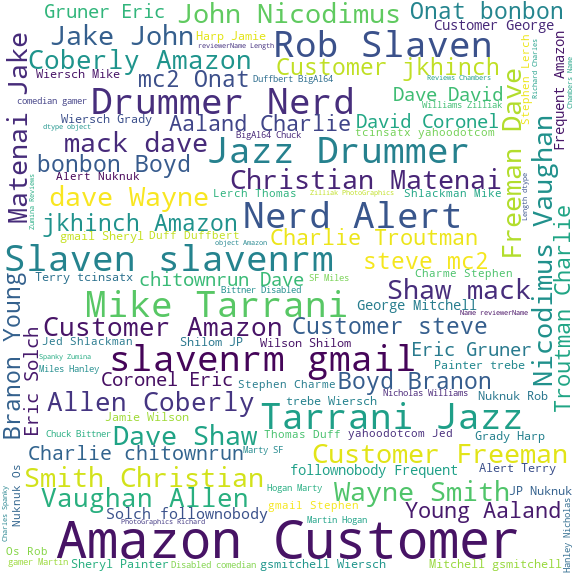 Gruner Eric
Harp Jamie
John Nicodimus
Onat bonbon
reviewerName Length
Customer George
Jake John
Rob Slaven
Coberly Amazon
Customer jkhinch
Reviews Chambers
Wiersch Mike
mc2 Onat
Duffbert BigAl64
Dave David
Williams Zilliak
comedian gamer
Drummer Nerd
Wiersch Grady
Aaland Charlie
David Coronel
dtype object
mack dave
BigAl64 Chuck
tcinsatx yahoodotcom
Jazz Drummer
bonbon Boyd
Christian Matenai
Alert Nuknuk
Lerch Thomas
Zillian PhotoGraphics
Shlackman Mike
dave Wayne
Nerd Alert
jkhinch Amazon
gmail Sheryl
Duff Duffbert
Charlie Troutman
object Amazon
Slaven slavenrm
steve mc2
Terry tcinsatx
chitownrun Dave
SF Miles
Charme Stephen
Bittner Disabled
Shaw mack
Mike Tarrani
George Mitchell
Name reviewerName
Customer Amazon
Customer steve
Jed Shlackman
Shilom JP
Wilson Shilom
Eric Gruner
slavenrm gmail
Spanky Zumina
Painter trebe
Miles Hanley
Coronel Eric
Stephen Charme
Boyd Branon
Nicholas Williams
Nuknuk Rob
Allen Coberly
trebe Wiersch
Tarrani Jazz
Jamie Wilson
Chuck Bittner
Dave Shaw
Thomas Duff
yahoodotcom Jed
Grady Harp
Charlie chitownrun
Marty SF
Customer Freeman
Smith Christian
follownobody Frequent
Alert Terry
Vaughan Allen
Hogan Marty
Wayne Smith
JP Nuknuk
gmail Stephen
Solch follownobody
Young Aaland
Photographics Richard
Martin Hogan
Amazon Customer
Os Rob
gamer Martin
Sheryl Painter
Disabled comedian
gsmitchell Wiersch
Mitchell gsmitchell
Matenai Jake
Zumina Reviews
Branon Young
Eric Solch
Nuknuk Os
Charles Spanky
Freeman Dave
Stephen Lerch
Richard Charles
Length dtype
Nicodimus Vaughan
Frequent Amazon
Chambers Name
Troutman Charlie
Hanley Nicholas